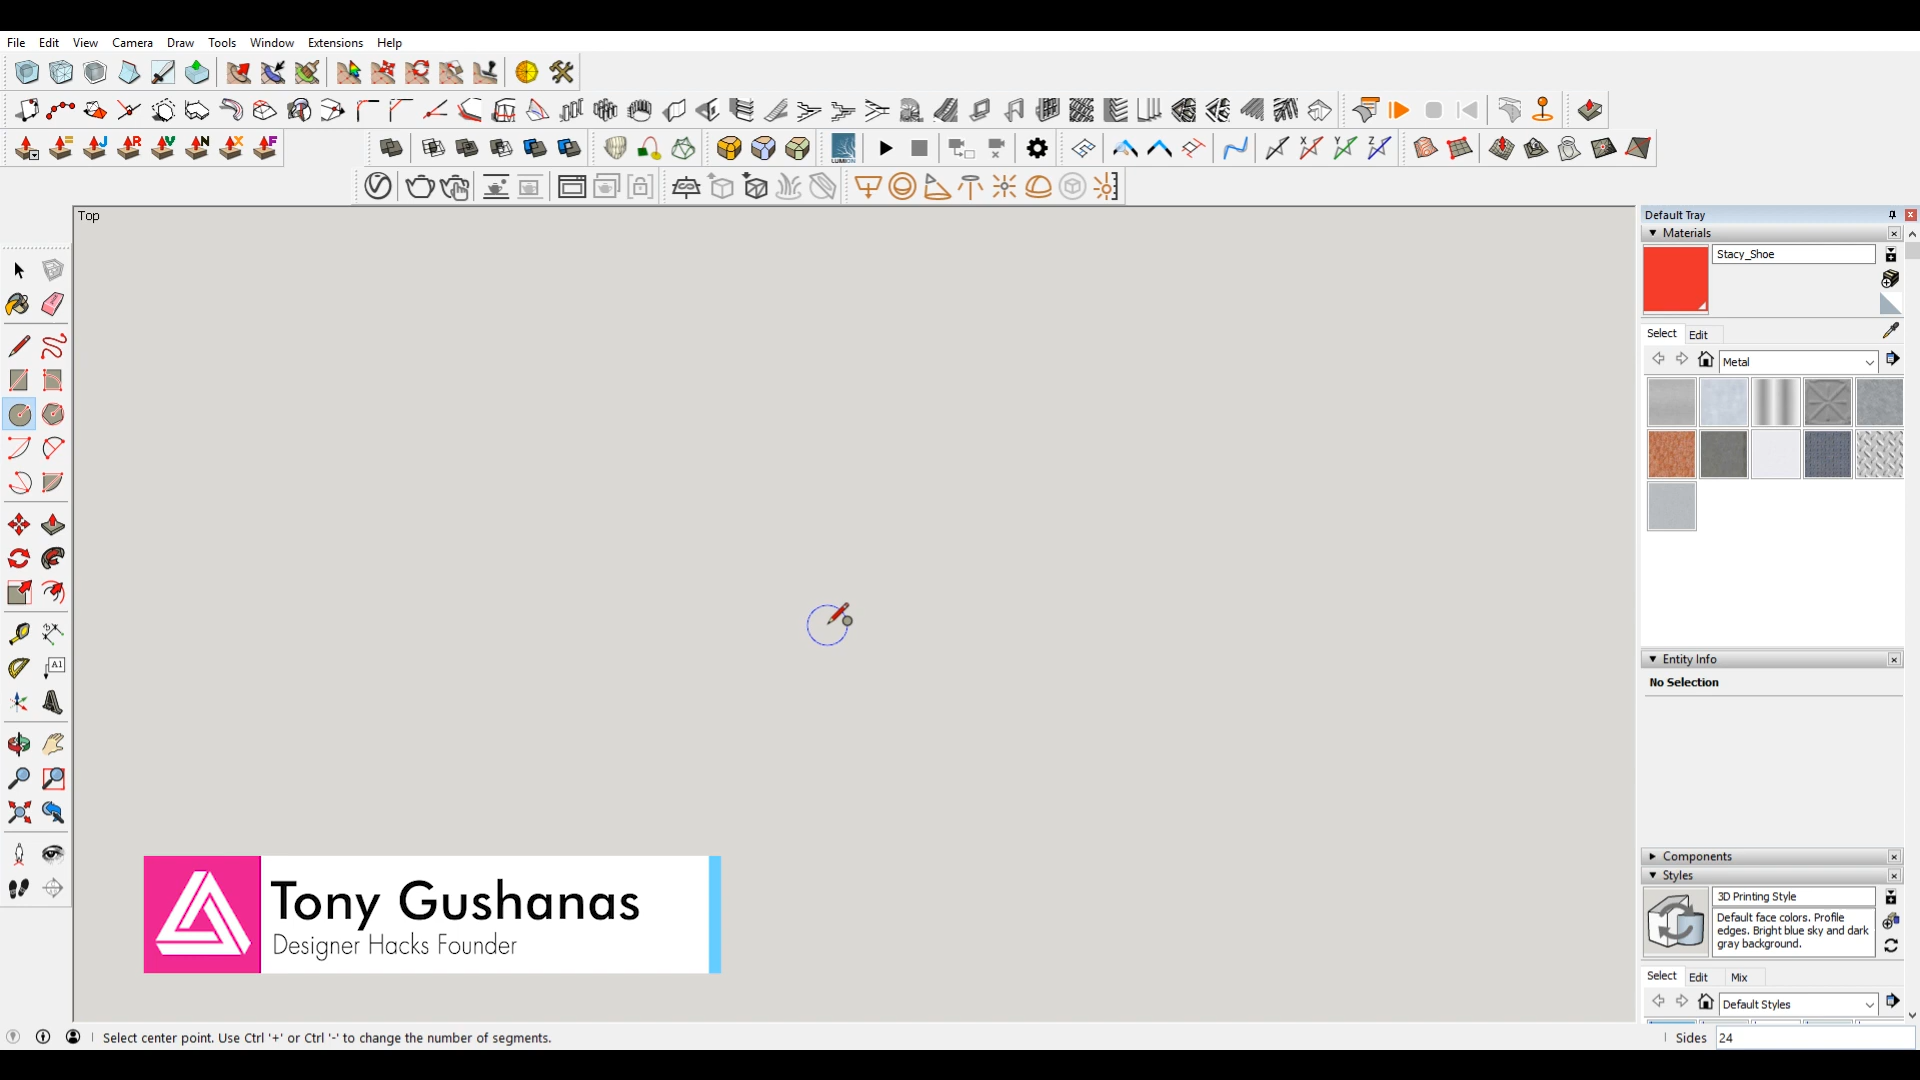 File Edit View Camera Draw Tools Window Extensions Help
Top
Default Tray
Materials
Stacy_Shoe
Select Edit
Metal
Entity Info
No Selection
Components
Styles
3D Printing Style
Default face colors. Profile
edges. Bright blue sky and dark
gray background.
Select Edit Mix
Default Styles
Tony Gushanas
Designer Hacks Founder
Select center point. Use Ctrl '+' or Ctrl '-' to change the number of segments.
Sides 24